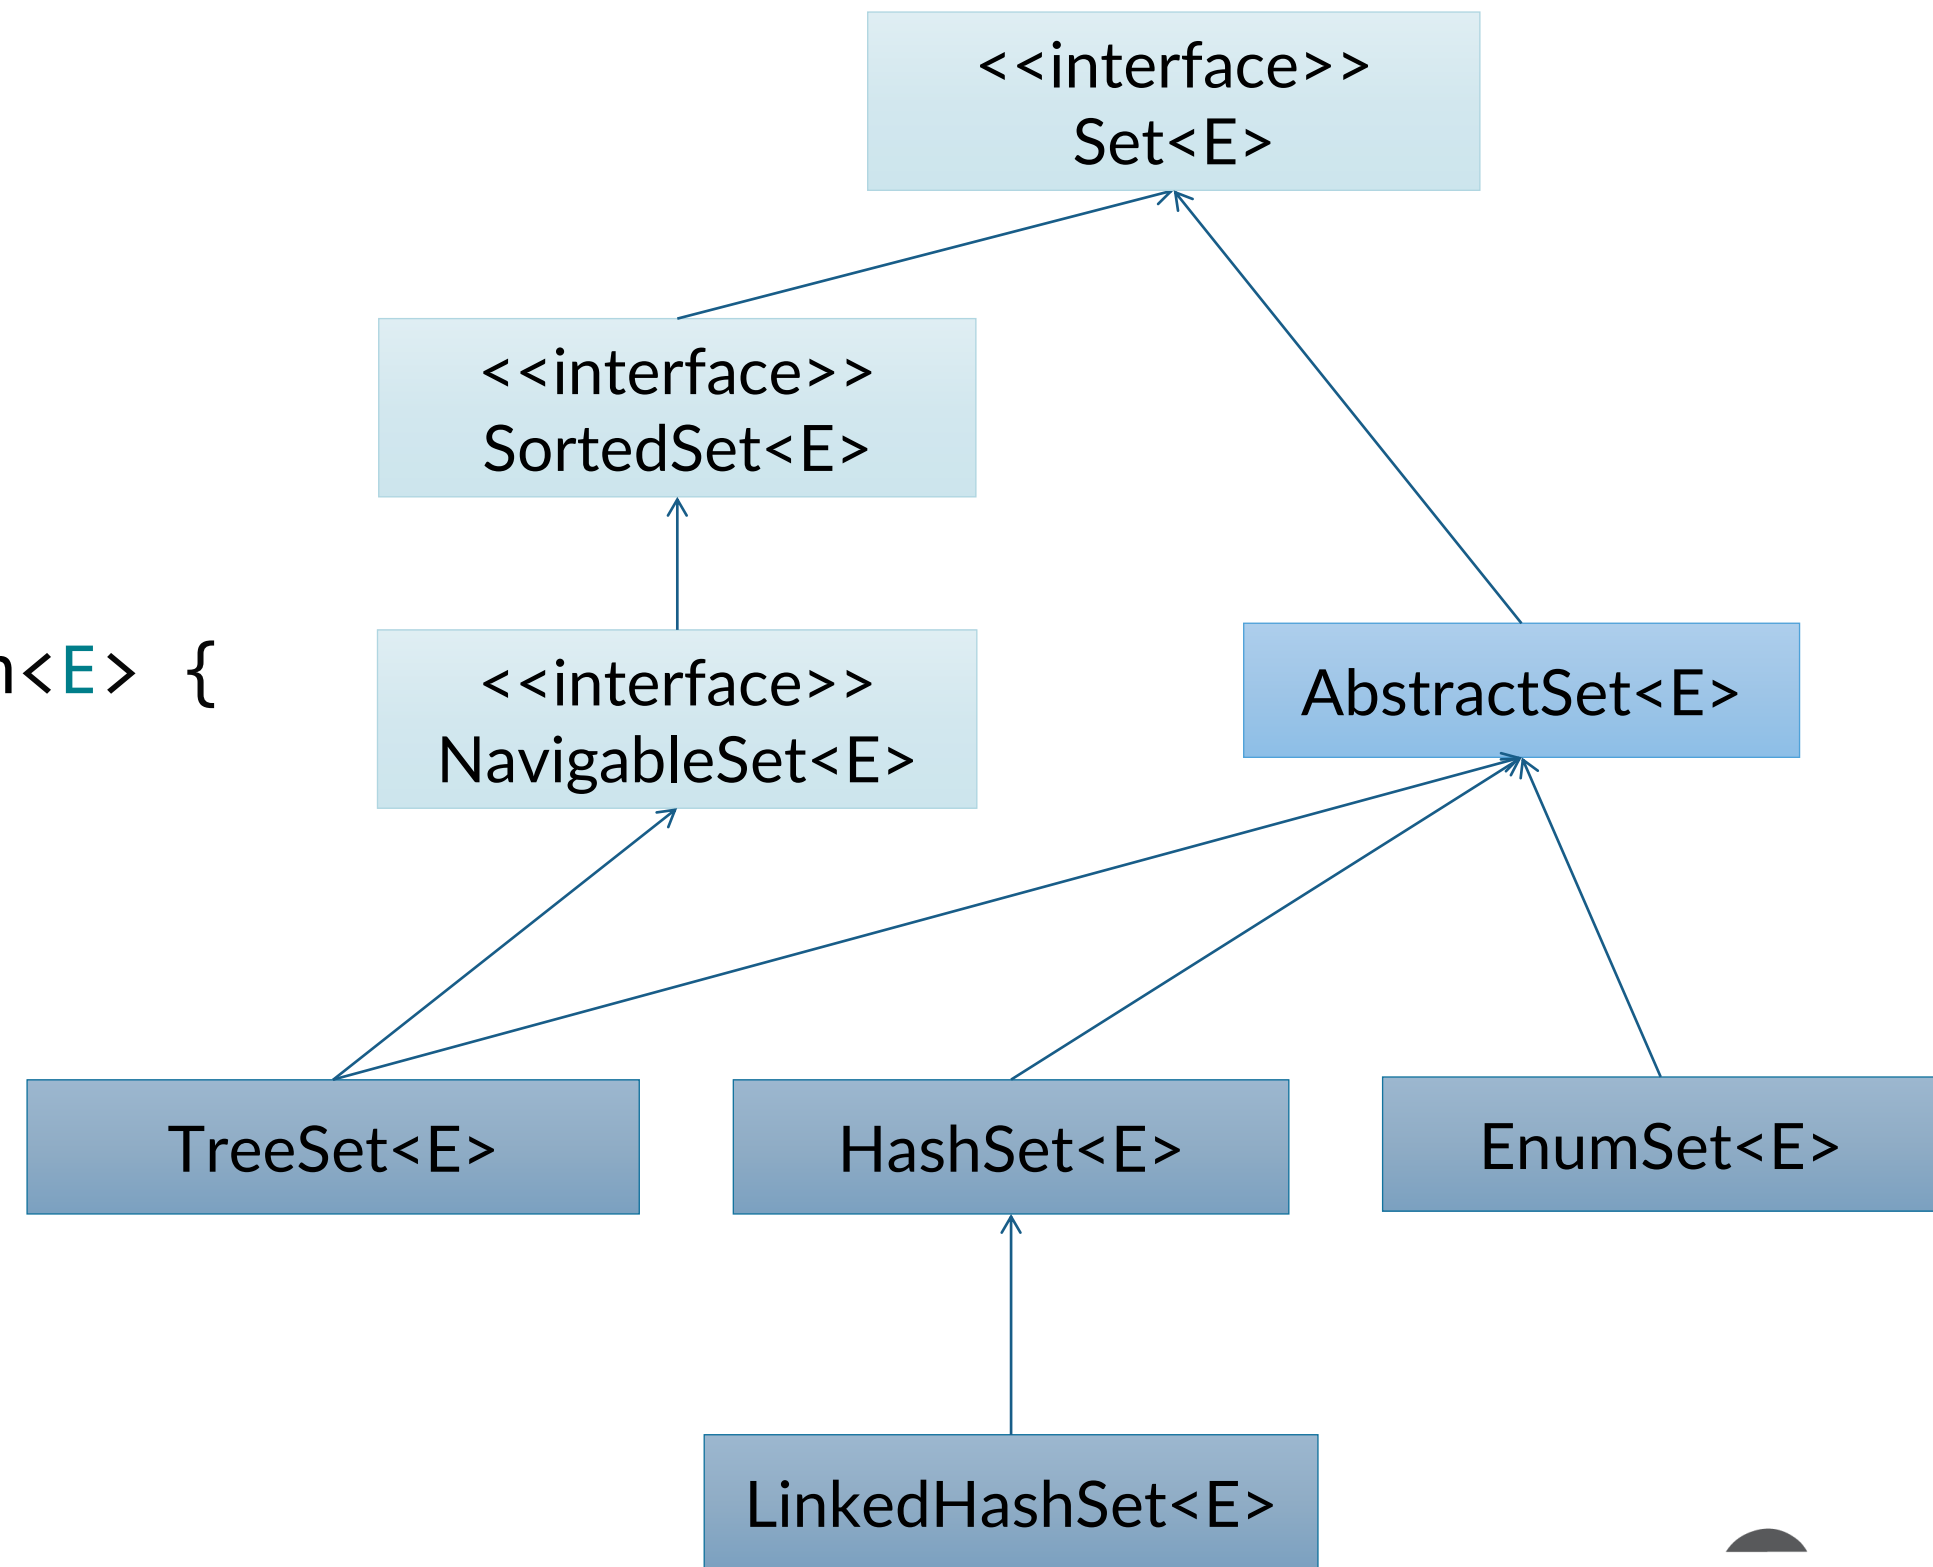 <<interface>>
Set<E>
<<interface>>
SortedSet<E>
<E> {
<<interface>>
NavigableSet<E>
AbstractSet<E>
TreeSet<E>
HashSet<E>
EnumSet<E>
LinkedHashSet<E>